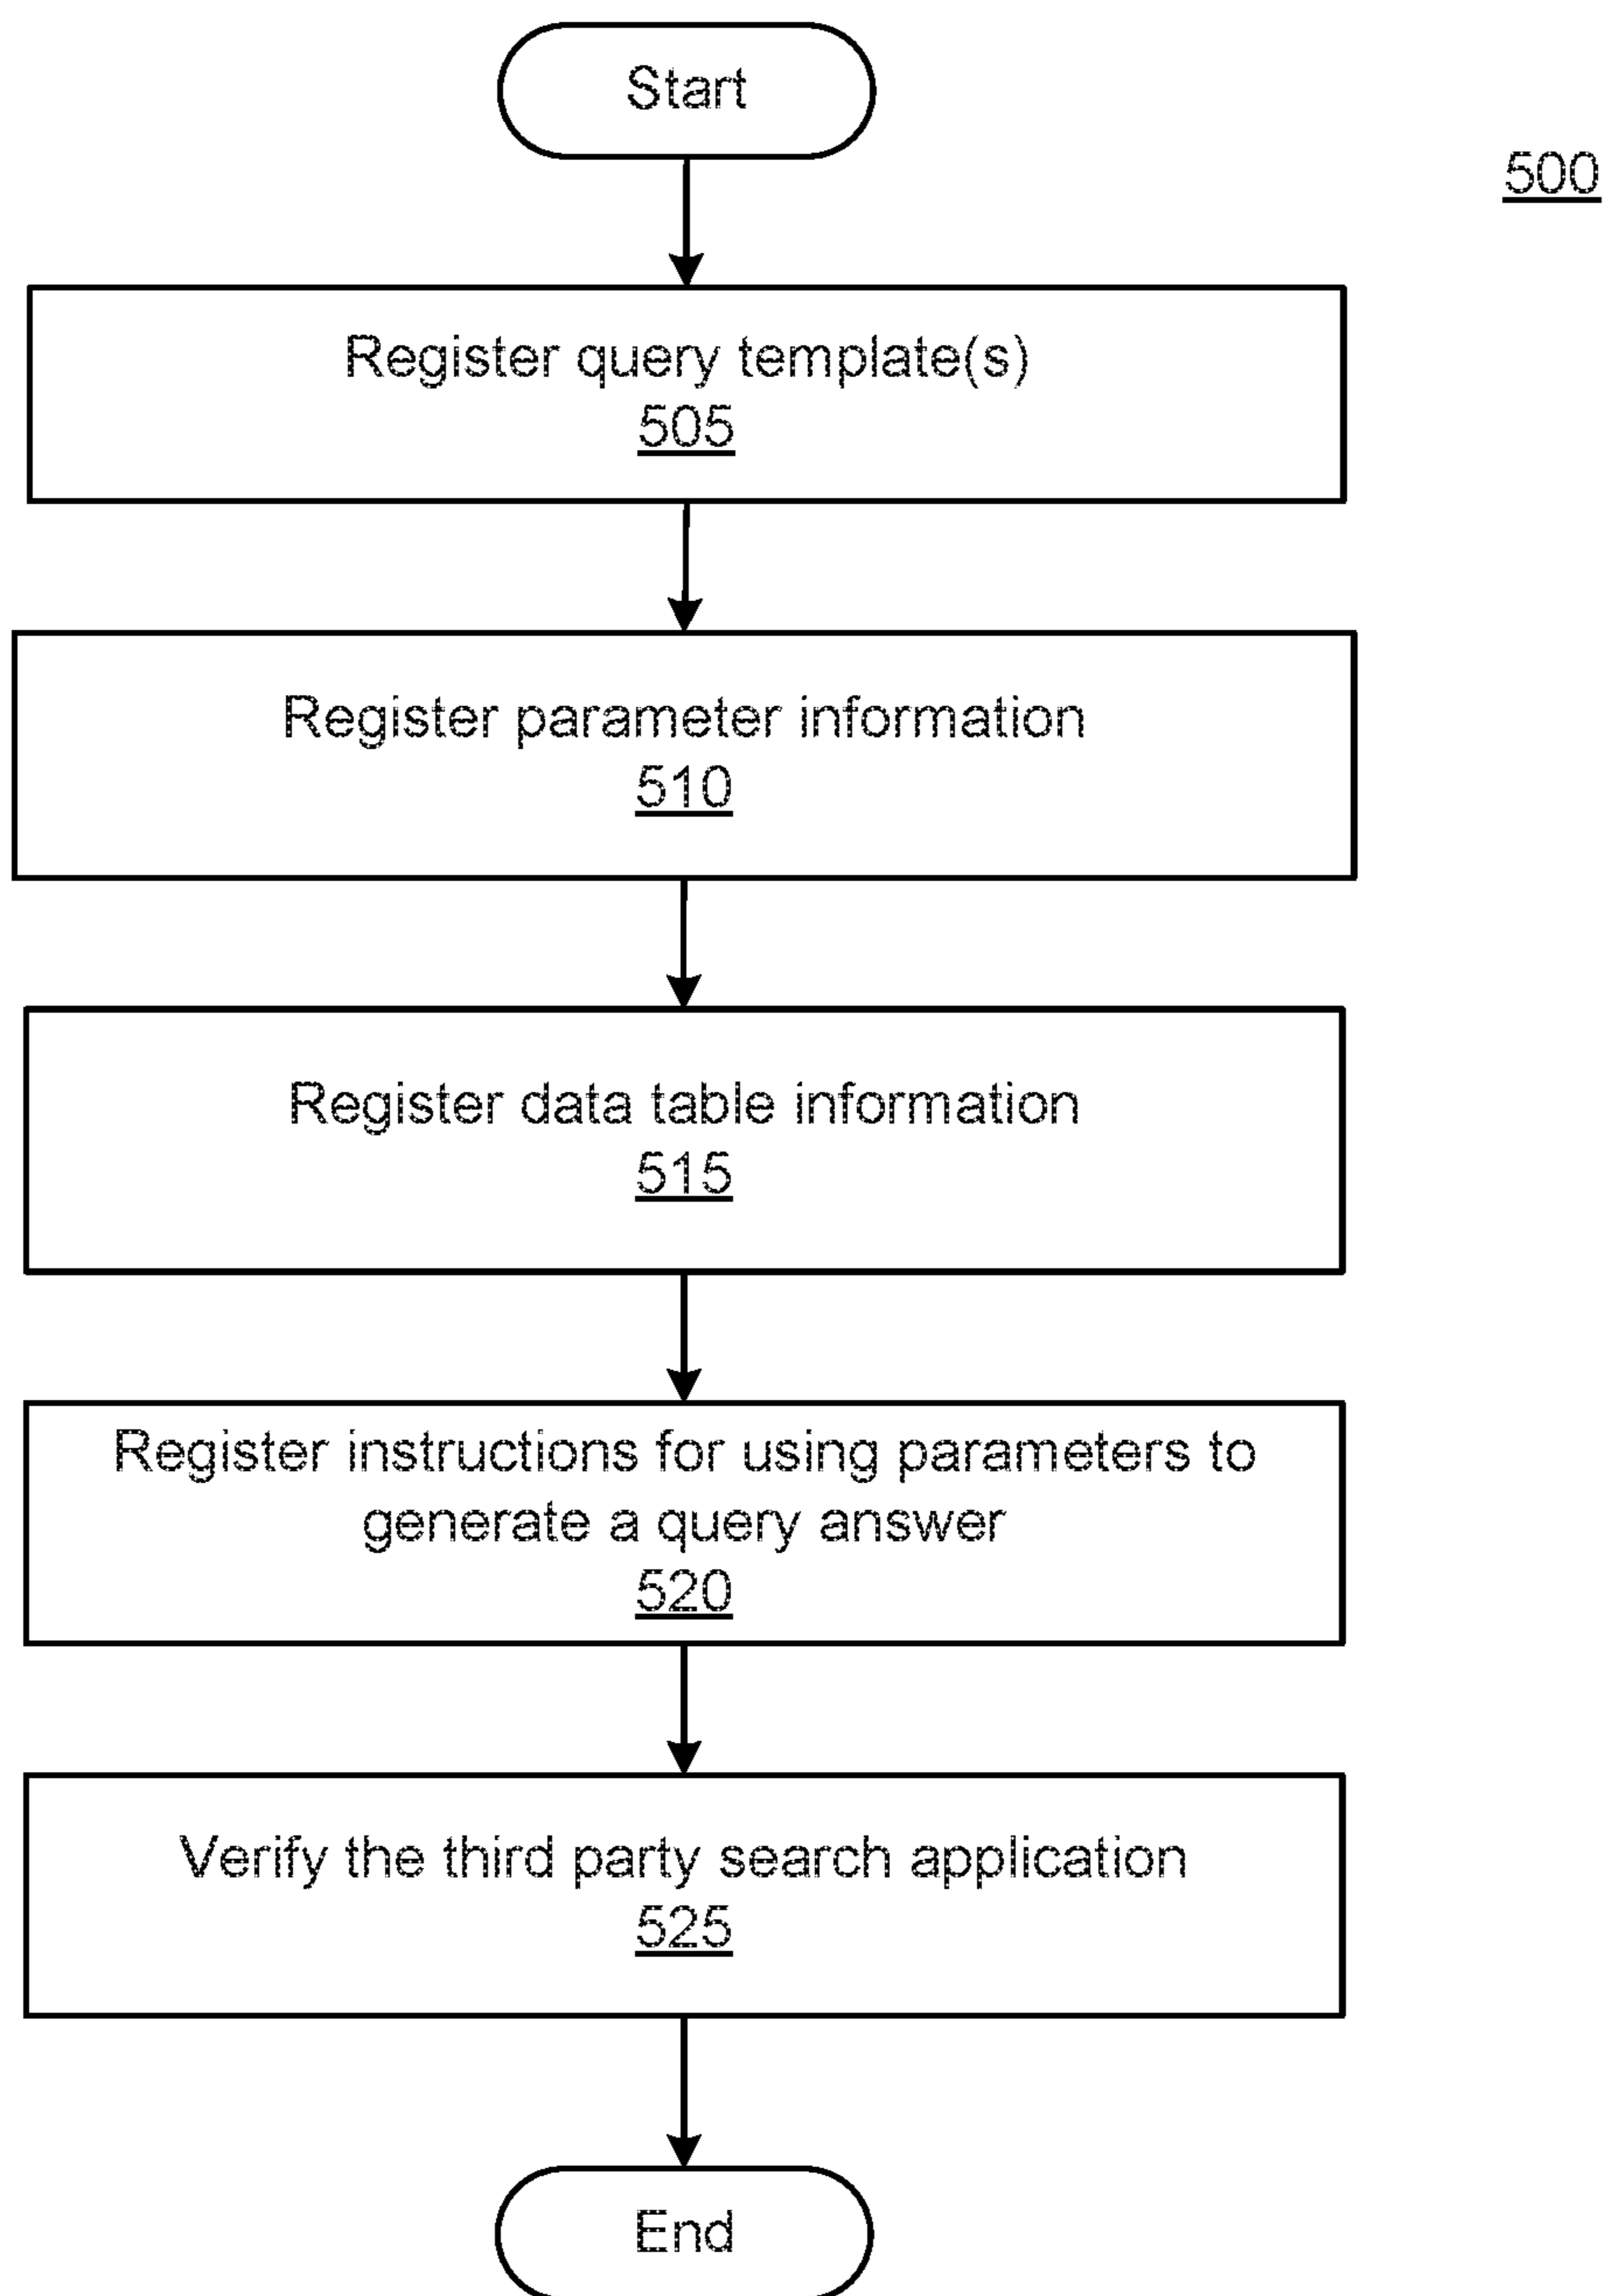 Start
500
Register query template(s)
505
Register parameter information
510
Register data table information
515
Register instructions for using parameters to
generate a query answer
520
Verify the third party search application
525
End